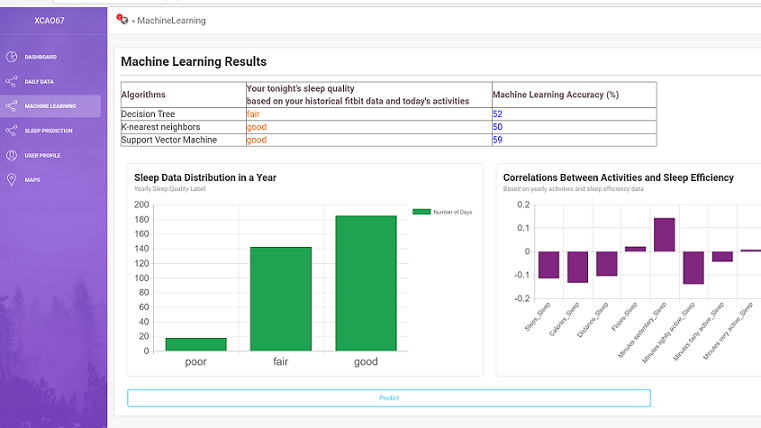 XCAO67
2 - MachineLearning
DASHBOARD
DAILY DATA
MACHINE LEARNING
SLEEP PREDICTION
USER PROFILE
MAPS
Machine Learning Results
Algorithms
Your tonight's sleep quality
based on your historical fitbit data and today's activities
Machine Learning Accuracy (%)
Decision Tree fair 52
K-nearest neighbors good 50
Support Vector Machine good 59
Sleep Data Distribution in a Year
Yearly Sleep Quality Label
Number of Days
200
180
160
140
120
100
80
60
40
20
0
poor fair good
Correlations Between Activities and Sleep Efficiency
Based on yearly activities and sleep efficiency data
0.2
0.1
0
-0.1
-0.2
Steps_Sleep
Calories_Sleep
Distance_Sleep
Floors-Sleep
Minutes sedentary_Sleep
Minutes lightly active_Sleep
Minutes fairly active_Sleep
Minutes very active_Sleep
Predict